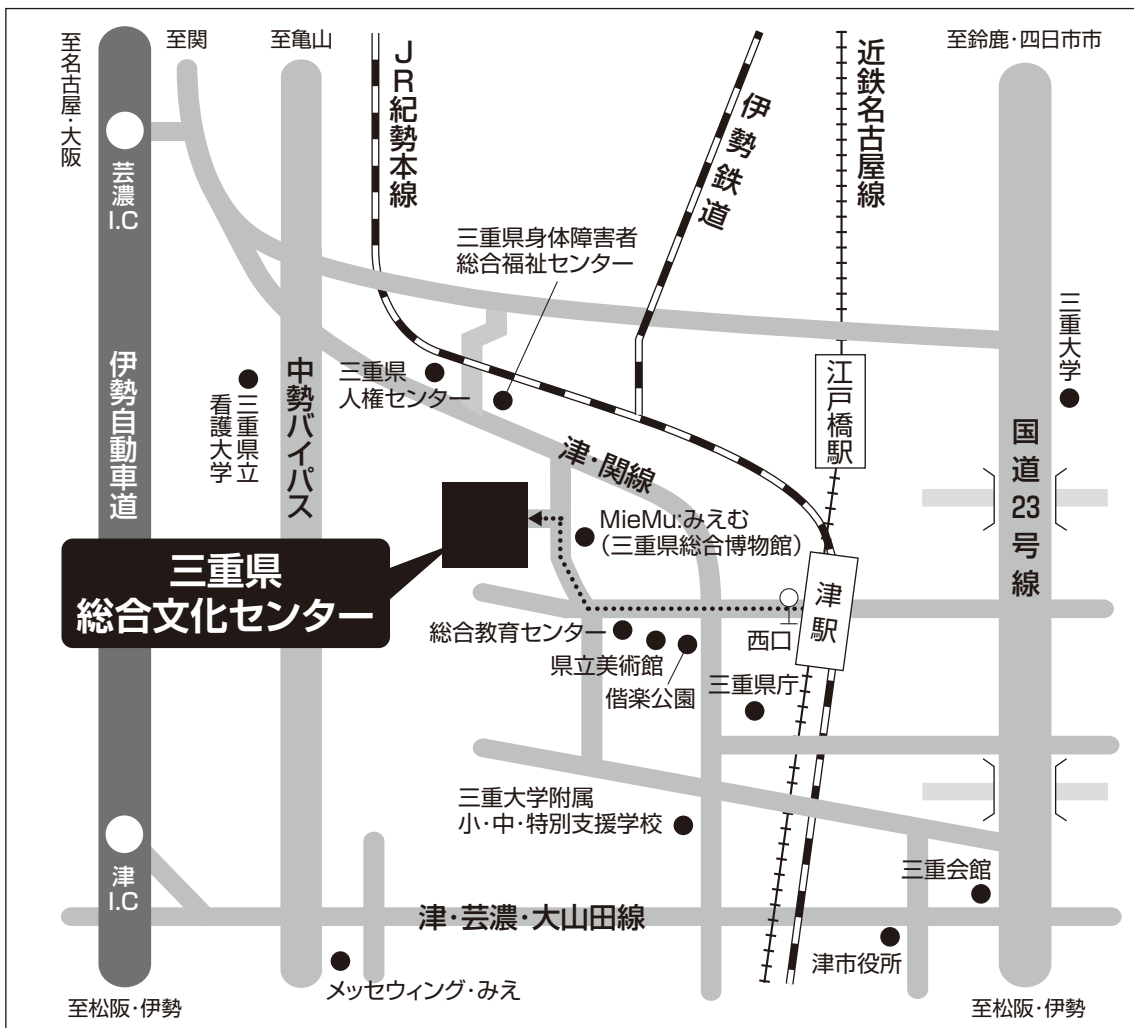 至名古屋・大阪
至関
至亀山
JR紀勢本線
伊勢鉄道
近鉄名古屋線
至鈴鹿・四日市市
芸濃
I.C
三重県身体障害者
総合福祉センター
三重大学
伊勢自動車道
三重県立
看護大学
中勢バイパス
三重県
人権センター
江戸橋駅
国道23号線
津・関線
MieMu:みえむ
(三重県総合博物館)
三重県
総合文化センター
津駅
西口
総合教育センター
県立美術館
偕楽公園
三重県庁
三重大学附属
小・中・特別支援学校
津
I.C
三重会館
津・芸濃・大山田線
津市役所
メッセウィング・みえ
至松阪・伊勢
至松阪・伊勢